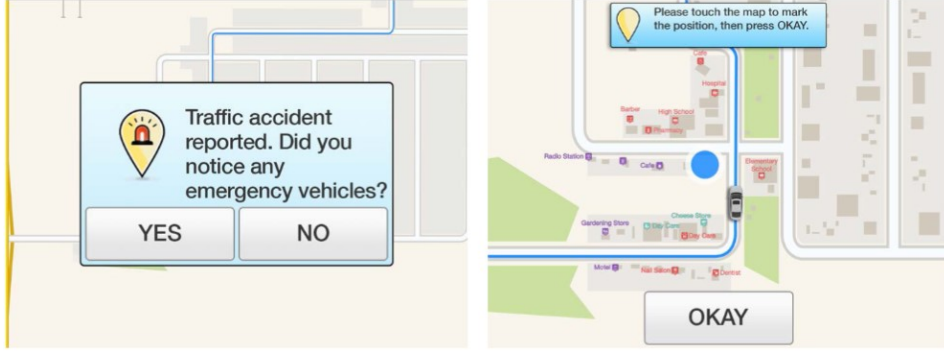 Traffic accident
reported. Did you
notice any
emergency vehicles?
YES
NO
Please touch the map to mark
the position, then press OKAY.
Cafe
Hospital
Barber
High School
Pharmacy
Radio Station
Cafe
Elementary
School
Cheese Store
Gardening Store
Day Care
Day Care
Motel
Nail Salon
Dentist
OKAY